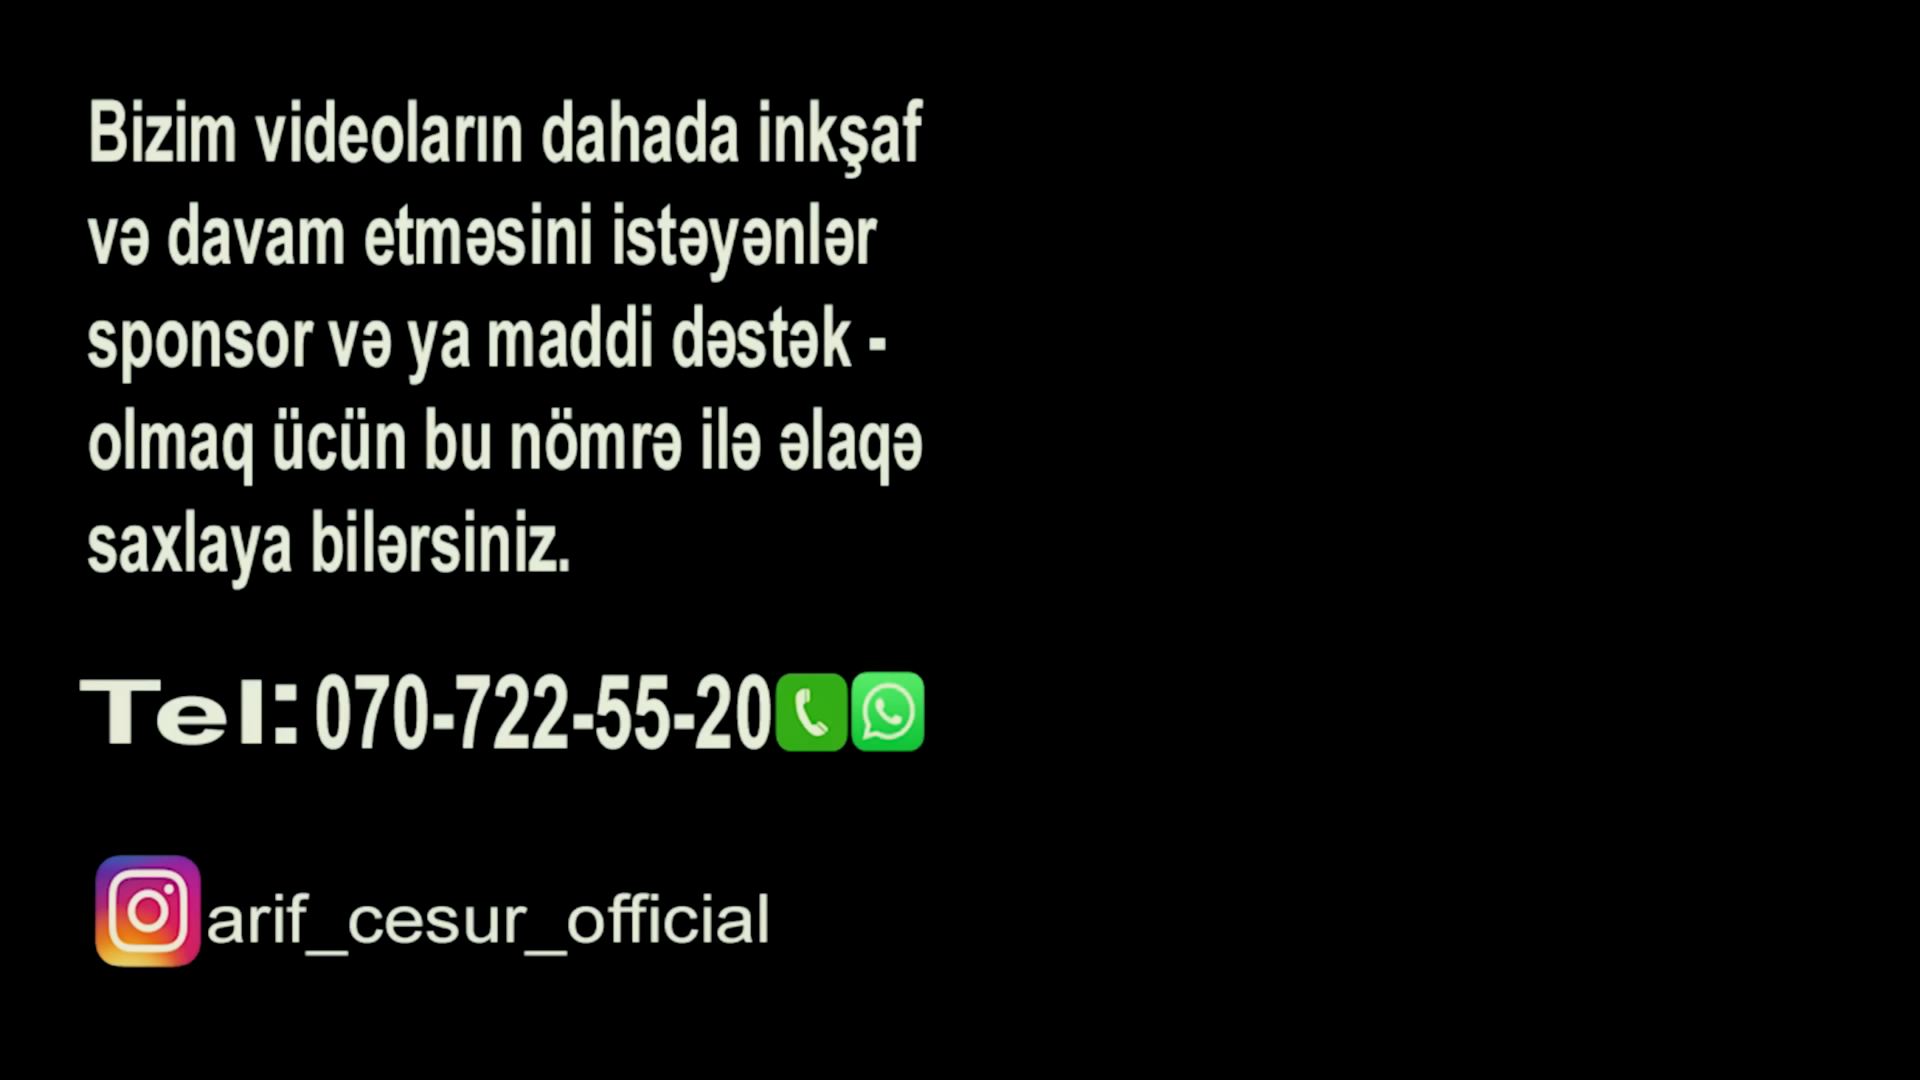 Bizim videoların dahada inkşaf
və davam etməsini istəyənlər
sponsor və ya maddi dəstək -
olmaq ücün bu nömrə ilə əlaqə
saxlaya bilərsiniz.
Tel: 070-722-55-20
arif_cesur_official